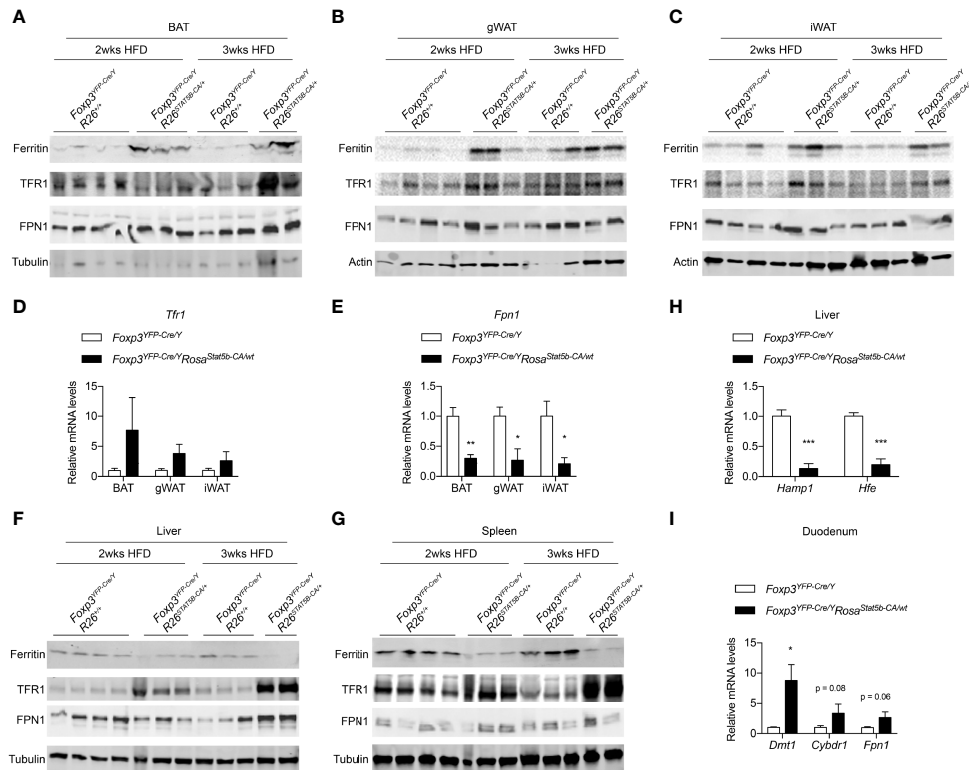 A
BAT
2wks HFD 3wks HFD
Foxp3YFP-Cre/Y R26+/+
Foxp3YFP-Cre/Y R26STAT5B-CA/+
Foxp3YFP-Cre/Y R26+/+
Foxp3YFP-Cre/Y R26STAT5B-CA/+
Ferritin
TFR1
FPN1
Tubulin
B
gWAT
2wks HFD 3wks HFD
Foxp3YFP-Cre/Y R26+/+
Foxp3YFP-Cre/Y R26STAT5B-CA/+
Foxp3YFP-Cre/Y R26+/+
Foxp3YFP-Cre/Y R26STAT5B-CA/+
Ferritin
TFR1
FPN1
Actin
C
iWAT
2wks HFD 3wks HFD
Foxp3YFP-Cre/Y R26+/+
Foxp3YFP-Cre/Y R26STAT5B-CA/+
Foxp3YFP-Cre/Y R26+/+
Foxp3YFP-Cre/Y R26STAT5B-CA/+
Ferritin
TFR1
FPN1
Actin
D
Tfr1
Foxp3YFP-Cre/Y
Foxp3YFP-Cre/YRosaStat5b-CA/wt
Relative mRNA levels
15
10
5
0
BAT gWAT iWAT
E
Fpn1
Foxp3YFP-Cre/Y
Foxp3YFP-Cre/YRosaStat5b-CA/wt
Relative mRNA levels
1.5
1.0
0.5
0.0
** * *
BAT gWAT iWAT
H
Liver
Foxp3YFP-Cre/Y
Foxp3YFP-Cre/YRosaStat5b-CA/wt
Relative mRNA levels
1.5
1.0
0.5
0.0
*** ***
Hamp1 Hfe
F
Liver
2wks HFD 3wks HFD
Foxp3YFP-Cre/Y R26+/+
Foxp3YFP-Cre/Y R26STAT5B-CA/+
Foxp3YFP-Cre/Y R26+/+
Foxp3YFP-Cre/Y R26STAT5B-CA/+
Ferritin
TFR1
FPN1
Tubulin
G
Spleen
2wks HFD 3wks HFD
Foxp3YFP-Cre/Y R26+/+
Foxp3YFP-Cre/Y R26STAT5B-CA/+
Foxp3YFP-Cre/Y R26+/+
Foxp3YFP-Cre/Y R26STAT5B-CA/+
Ferritin
TFR1
FPN1
Tubulin
I
Duodenum
Foxp3YFP-Cre/Y
Foxp3YFP-Cre/YRosaStat5b-CA/wt
Relative mRNA levels
15
10
5
0
* p = 0.08 p = 0.06
Dmt1 Cybdr1 Fpn1